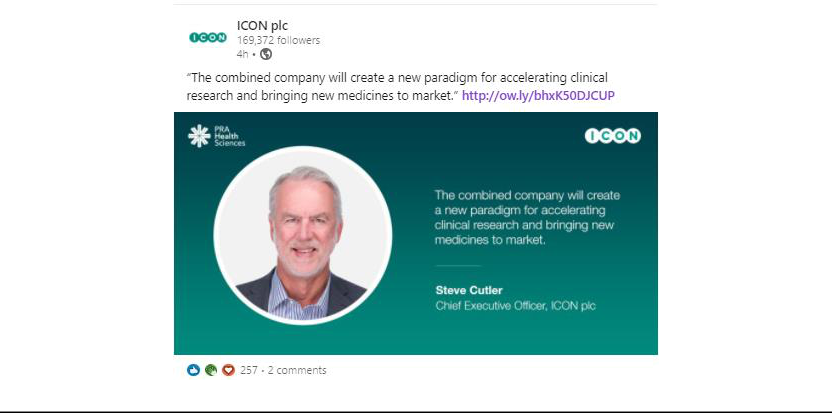 ICON plc
ICON
169,372 followers
4h •
“The combined company will create a new paradigm for accelerating clinical
research and bringing new medicines to market.” http://ow.ly/bhxK50DJCUP
PRA
Health
Sciences
ICON
The combined company will create
a new paradigm for accelerating
clinical research and bringing new
medicines to market.
Steve Cutler
Chief Executive Officer, ICON plc
257 • 2 comments